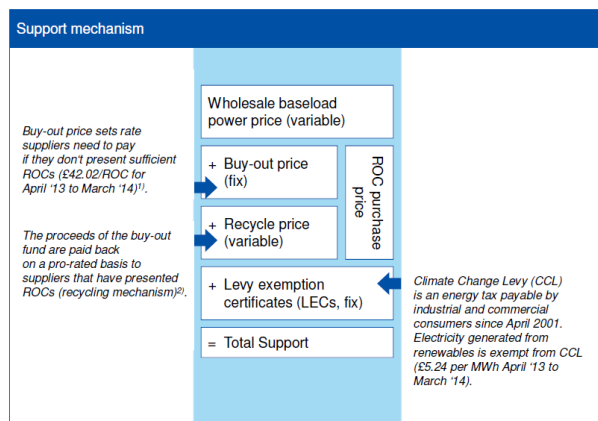 Support mechanism
Wholesale baseload
power price (variable)
Buy-out price sets rate
suppliers need to pay
if they don't present sufficient
ROCs (£42.02/ROC for
April '13 to March '14)1).
+ Buy-out price
(fix)
ROC purchase
price
The proceeds of the buy-out
fund are paid back
on a pro-rated basis to
suppliers that have presented
ROCs (recycling mechanism)2).
+ Recycle price
(variable)
+ Levy exemption
certificates (LECs, fix)
Climate Change Levy (CCL)
is an energy tax payable by
industrial and commercial
consumers since April 2001.
Electricity generated from
renewables is exempt from CCL
(£5.24 per MWh April '13 to
March '14).
= Total Support